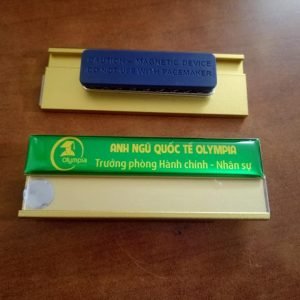 CAUTION - MAGNETIC DEVICE
DO NOT USE WITH PACEMAKER
Olympia
ANH NGỮ QUỐC TẾ OLYMPIA
Trưởng phòng Hành chính - Nhân sự